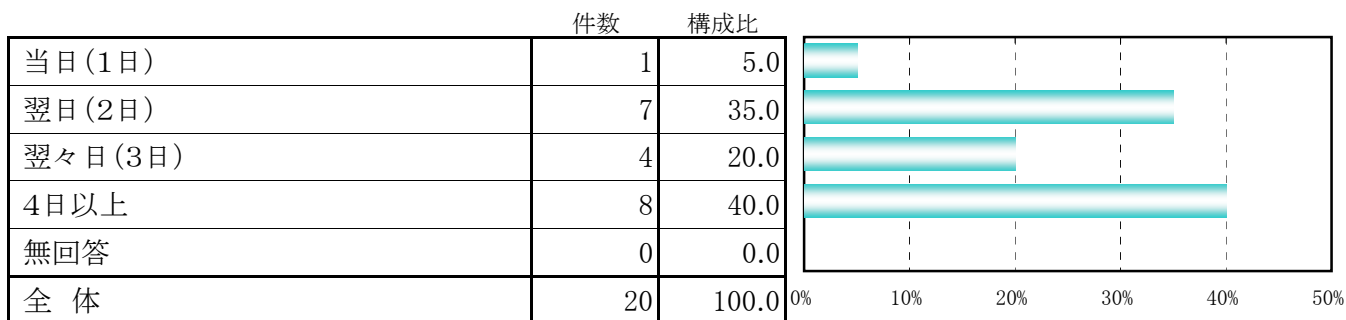 件数 構成比
当日(1日) 1 5.0
翌日(2日) 7 35.0
翌々日(3日) 4 20.0
4日以上 8 40.0
無回答 0 0.0
全 体 20 100.0
0% 10% 20% 30% 40% 50%